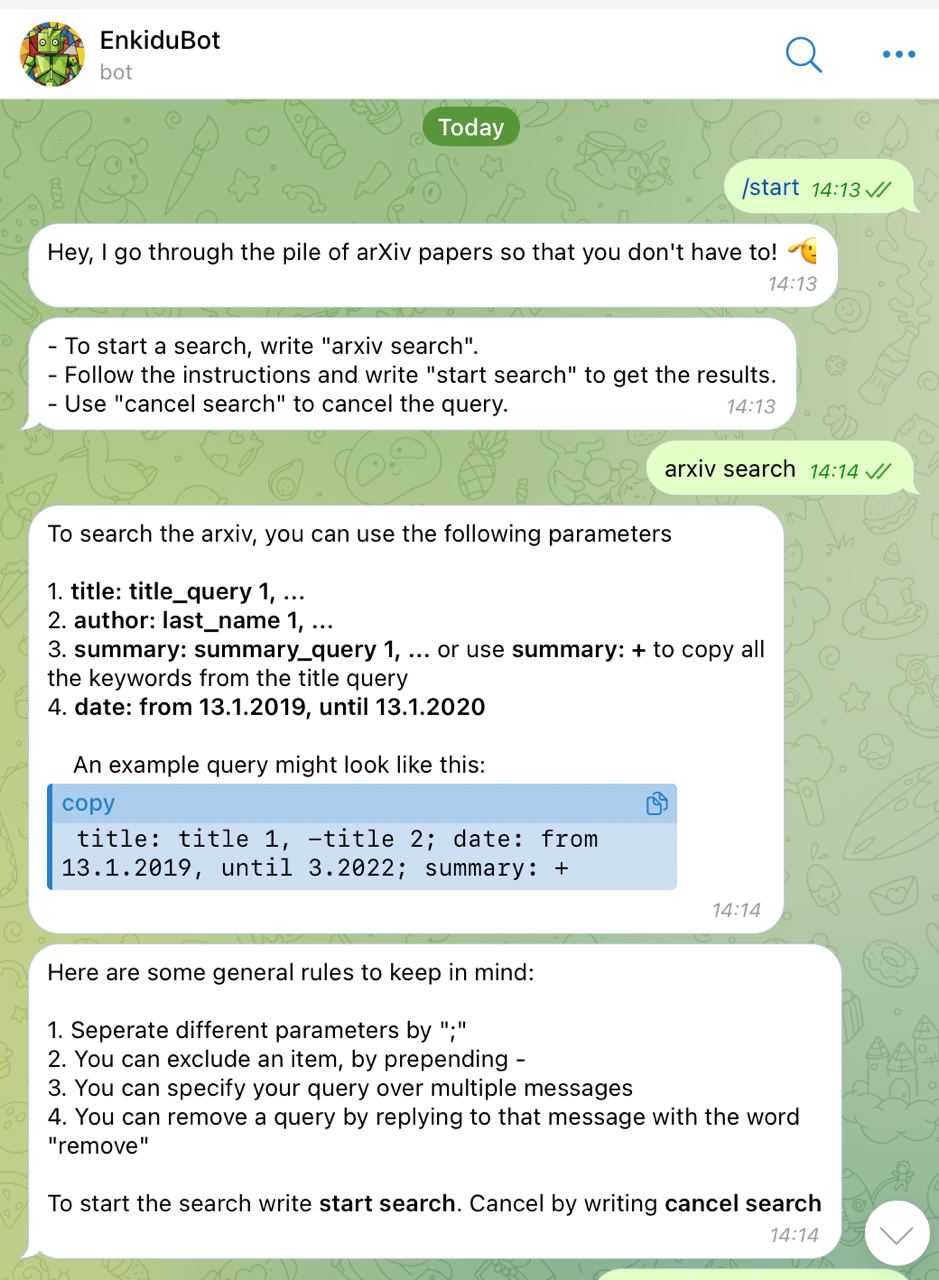 EnkiduBot
bot
Today
/start 14:13
Hey, I go through the pile of arXiv papers so that you don't have to! 🫡
14:13
- To start a search, write "arxiv search".
- Follow the instructions and write "start search" to get the results.
- Use "cancel search" to cancel the query. 14:13
arxiv search 14:14
To search the arxiv, you can use the following parameters
1. title: title_query 1, ...
2. author: last_name 1, ...
3. summary: summary_query 1, ... or use summary: + to copy all
the keywords from the title query
4. date: from 13.1.2019, until 13.1.2020
An example query might look like this:
copy
title: title 1, -title 2; date: from
13.1.2019, until 3.2022; summary: +
14:14
Here are some general rules to keep in mind:
1. Seperate different parameters by ";"
2. You can exclude an item, by prepending -
3. You can specify your query over multiple messages
4. You can remove a query by replying to that message with the word
"remove"
To start the search write start search. Cancel by writing cancel search
14:14